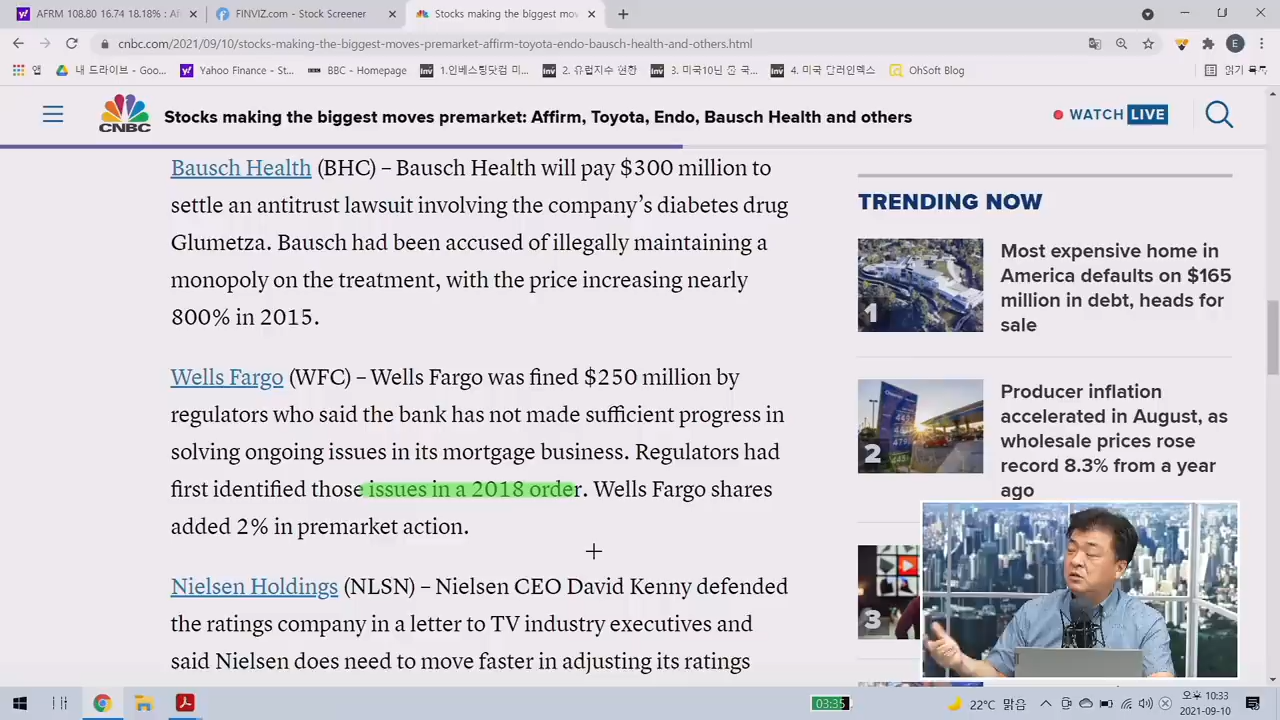 AFRM 108.80 16.74 18.18% : Af
FINVIZ.com - Stock Screener
Stocks making the biggest mov
cnbc.com/2021/09/10/stocks-making-the-biggest-moves-premarket-affirm-toyota-endo-bausch-health-and-others.html
앱
내 드라이브 - Goo...
Yahoo Finance - St...
BBC - Homepage
1.인베스팅닷컴 미...
2. 유럽지수 현황
3. 미국10년 물 국...
4. 미국 달러인덱스
OhSoft Blog
읽기 목록
CNBC
Stocks making the biggest moves premarket: Affirm, Toyota, Endo, Bausch Health and others
WATCH LIVE
Bausch Health (BHC) – Bausch Health will pay $300 million to
settle an antitrust lawsuit involving the company's diabetes drug
Glumetza. Bausch had been accused of illegally maintaining a
monopoly on the treatment, with the price increasing nearly
800% in 2015.
Wells Fargo (WFC) – Wells Fargo was fined $250 million by
regulators who said the bank has not made sufficient progress in
solving ongoing issues in its mortgage business. Regulators had
first identified those issues in a 2018 order. Wells Fargo shares
added 2% in premarket action.
Nielsen Holdings (NLSN) – Nielsen CEO David Kenny defended
the ratings company in a letter to TV industry executives and
said Nielsen does need to move faster in adjusting its ratings
TRENDING NOW
1
Most expensive home in
America defaults on $165
million in debt, heads for
sale
2
Producer inflation
accelerated in August, as
wholesale prices rose
record 8.3% from a year
ago
3
03:35
22°C 맑음
오후 10:33
2021-09-10